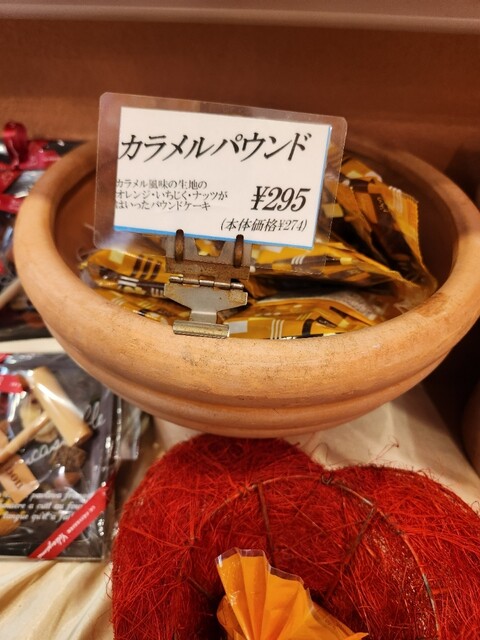 カラメルパウンド
カラメル風味の生地の
オレンジ・いちじく・ナッツが
はいったパウンドケーキ
¥295
(本体価格¥274)